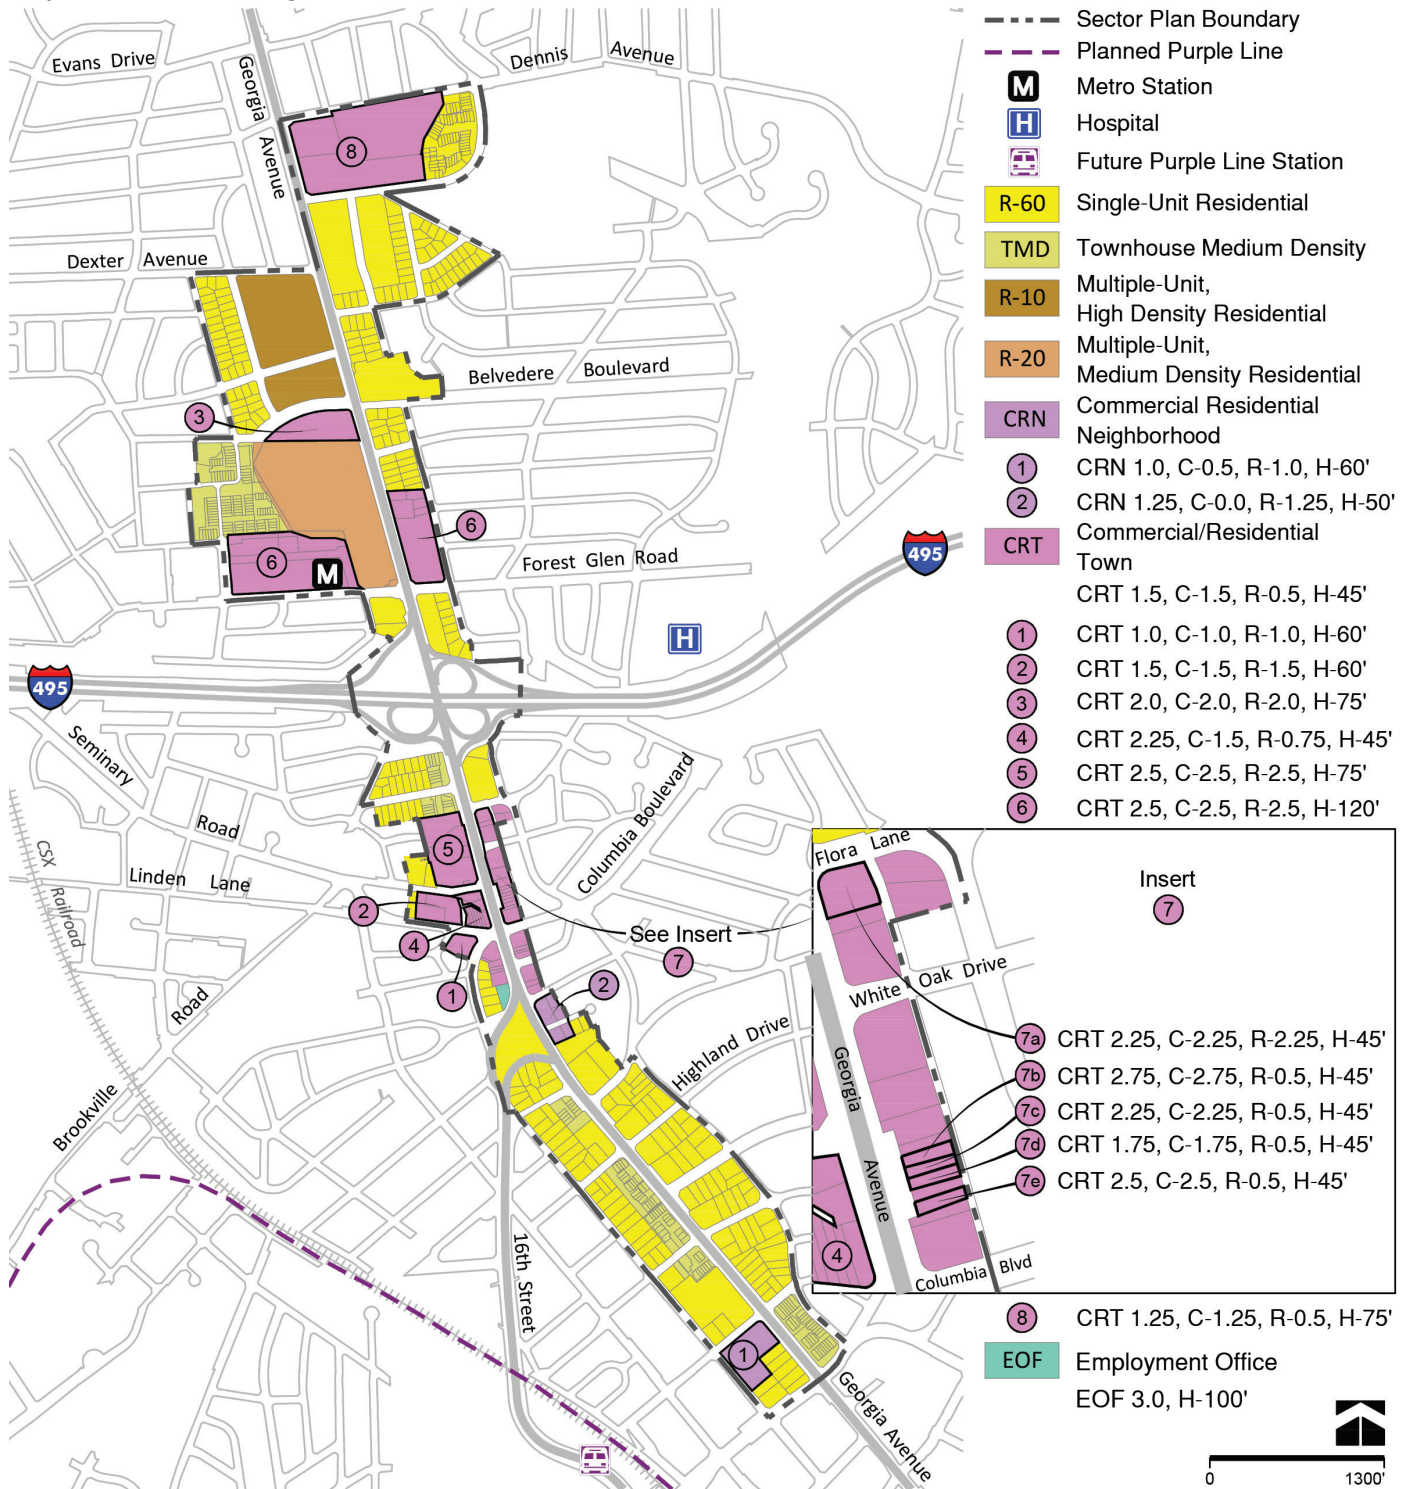 Evans Drive
Georgia Avenue
Dennis Avenue
8
Dexter Avenue
Belvedere Boulevard
3
6
6
M
Forest Glen Road
495
H
495
Seminary Road
Columbia Boulevard
CSX Railroad
Linden Lane
5
2
4
See Insert
7
1
2
Road
Brookville
Highland Drive
16th Street
1
Georgia Avenue
Sector Plan Boundary
Planned Purple Line
M Metro Station
H Hospital
Future Purple Line Station
R-60 Single-Unit Residential
TMD Townhouse Medium Density
R-10 Multiple-Unit,
High Density Residential
R-20 Multiple-Unit,
Medium Density Residential
CRN Commercial Residential
Neighborhood
1 CRN 1.0, C-0.5, R-1.0, H-60'
2 CRN 1.25, C-0.0, R-1.25, H-50'
CRT Commercial/Residential
Town
CRT 1.5, C-1.5, R-0.5, H-45'
1 CRT 1.0, C-1.0, R-1.0, H-60'
2 CRT 1.5, C-1.5, R-1.5, H-60'
3 CRT 2.0, C-2.0, R-2.0, H-75'
4 CRT 2.25, C-1.5, R-0.75, H-45'
5 CRT 2.5, C-2.5, R-2.5, H-75'
6 CRT 2.5, C-2.5, R-2.5, H-120'
Flora Lane
Insert
7
White Oak Drive
Georgia Avenue
7a CRT 2.25, C-2.25, R-2.25, H-45'
7b CRT 2.75, C-2.75, R-0.5, H-45'
7c CRT 2.25, C-2.25, R-0.5, H-45'
7d CRT 1.75, C-1.75, R-0.5, H-45'
7e CRT 2.5, C-2.5, R-0.5, H-45'
4
Columbia Blvd
8 CRT 1.25, C-1.25, R-0.5, H-75'
EOF Employment Office
EOF 3.0, H-100'
0 1300'